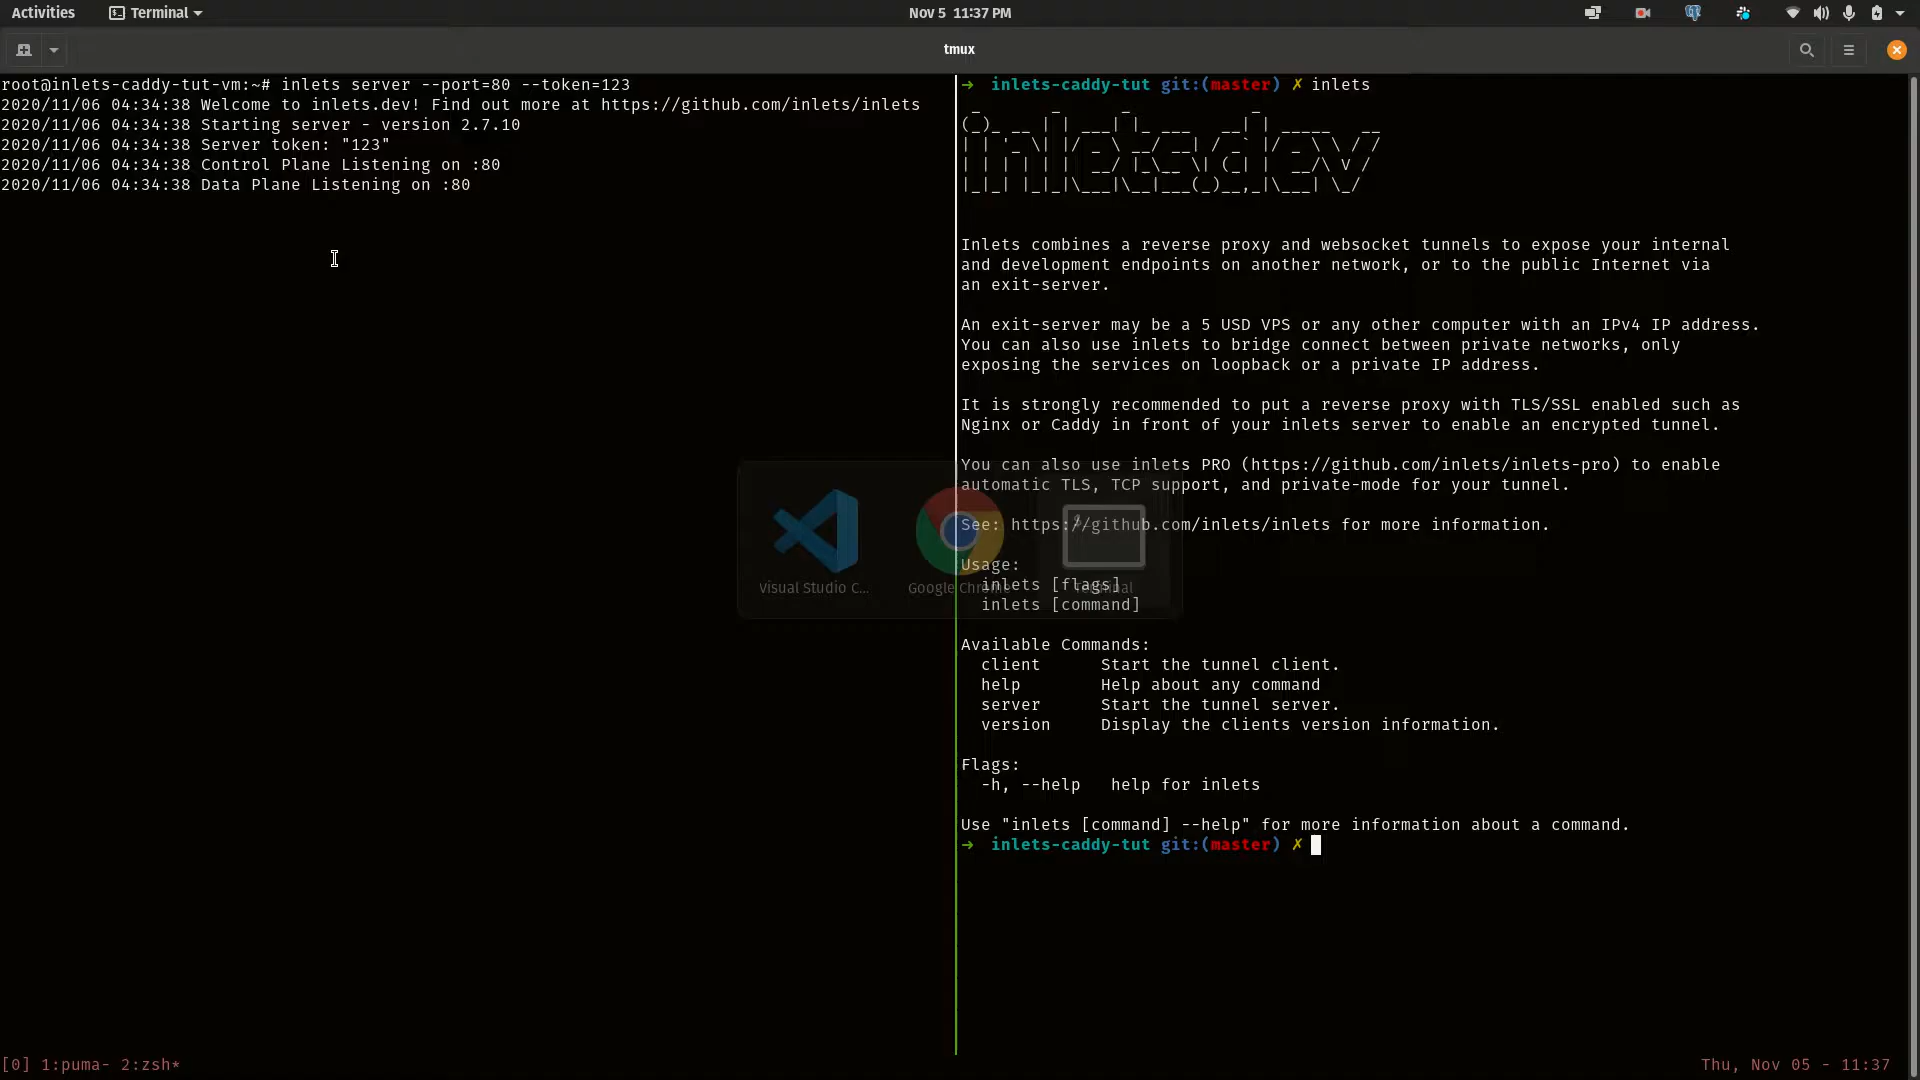 Activities Terminal Nov 5 11:37 PM
tmux
root@inlets-caddy-tut-vm:~# inlets server --port=80 --token=123
2020/11/06 04:34:38 Welcome to inlets.dev! Find out more at https://github.com/inlets/inlets
2020/11/06 04:34:38 Starting server - version 2.7.10
2020/11/06 04:34:38 Server token: "123"
2020/11/06 04:34:38 Control Plane Listening on :80
2020/11/06 04:34:38 Data Plane Listening on :80
→ inlets-caddy-tut git:(master) ✗ inlets
inlets.dev
Inlets combines a reverse proxy and websocket tunnels to expose your internal
and development endpoints on another network, or to the public Internet via
an exit-server.
An exit-server may be a 5 USD VPS or any other computer with an IPv4 IP address.
You can also use inlets to bridge connect between private networks, only
exposing the services on loopback or a private IP address.
It is strongly recommended to put a reverse proxy with TLS/SSL enabled such as
Nginx or Caddy in front of your inlets server to enable an encrypted tunnel.
You can also use inlets PRO (https://github.com/inlets/inlets-pro) to enable
automatic TLS, TCP support, and private-mode for your tunnel.
See: https://github.com/inlets/inlets for more information.
Usage:
inlets [flags]
inlets [command]
Available Commands:
client Start the tunnel client.
help Help about any command
server Start the tunnel server.
version Display the clients version information.
Flags:
-h, --help help for inlets
Use "inlets [command] --help" for more information about a command.
→ inlets-caddy-tut git:(master) ✗
Visual Studio C... Google Chrome Terminal
[0] 1:puma- 2:zsh* Thu, Nov 05 - 11:37